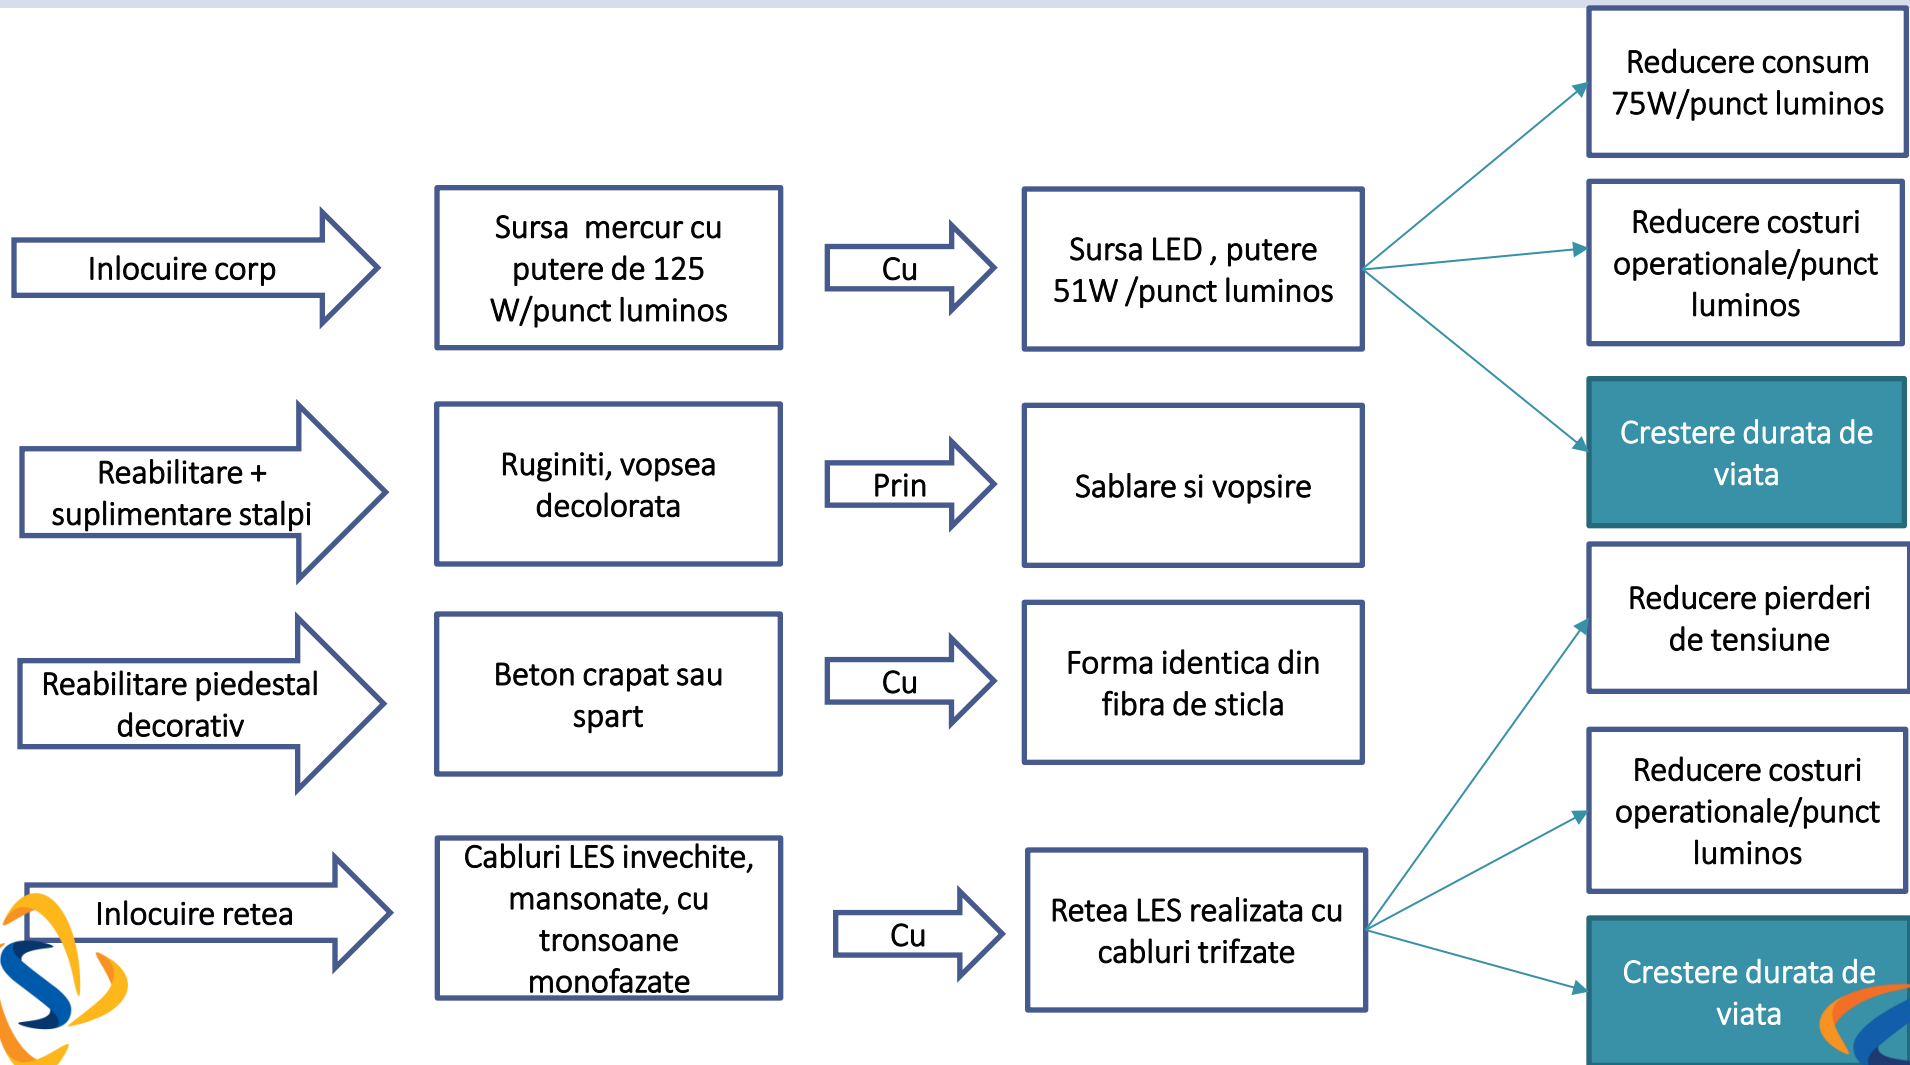 Reducere consum
75W/punct luminos
Inlocuire corp
Sursa mercur cu
putere de 125
W/punct luminos
Cu
Sursa LED , putere
51W /punct luminos
Reducere costuri
operationale/punct
luminos
Crestere durata de
viata
Reabilitare +
suplimentare stalpi
Ruginiti, vopsea
decolorata
Prin
Sablare si vopsire
Reabilitare piedestal
decorativ
Beton crapat sau
spart
Cu
Forma identica din
fibra de sticla
Reducere pierderi
de tensiune
Inlocuire retea
Cabluri LES invechite,
mansonate, cu
tronsoane
monofazate
Cu
Retea LES realizata cu
cabluri trifzate
Reducere costuri
operationale/punct
luminos
Crestere durata de
viata